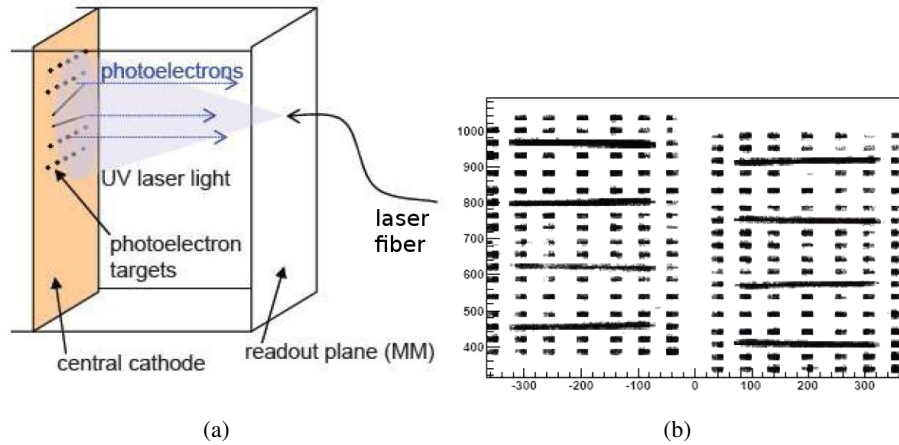 photoelectrons
UV laser light
photoelectron
targets
central cathode
readout plane (MM)
laser
fiber
(a)
1000
900
800
700
600
500
400
-300
-200
-100
0
100
200
300
(b)